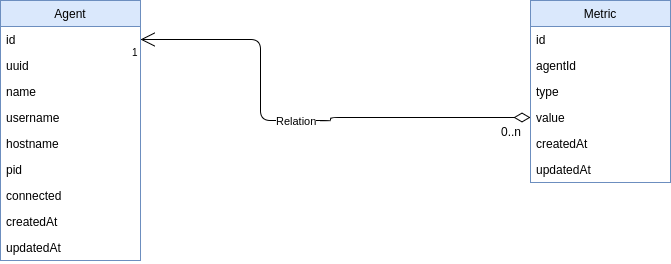 Agent
id
uuid
name
username
hostname
pid
connected
createdAt
updatedAt
1
Relation
0..n
Metric
id
agentId
type
value
createdAt
updatedAt